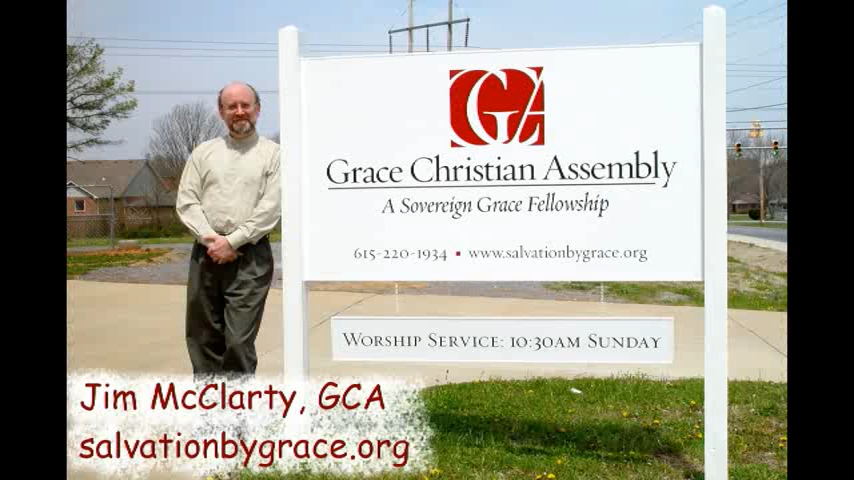 GCA
Grace Christian Assembly
A Sovereign Grace Fellowship
615-220-1934 ▪ www.salvationbygrace.org
Worship Service: 10:30am Sunday
Jim McClarty, GCA
salvationbygrace.org